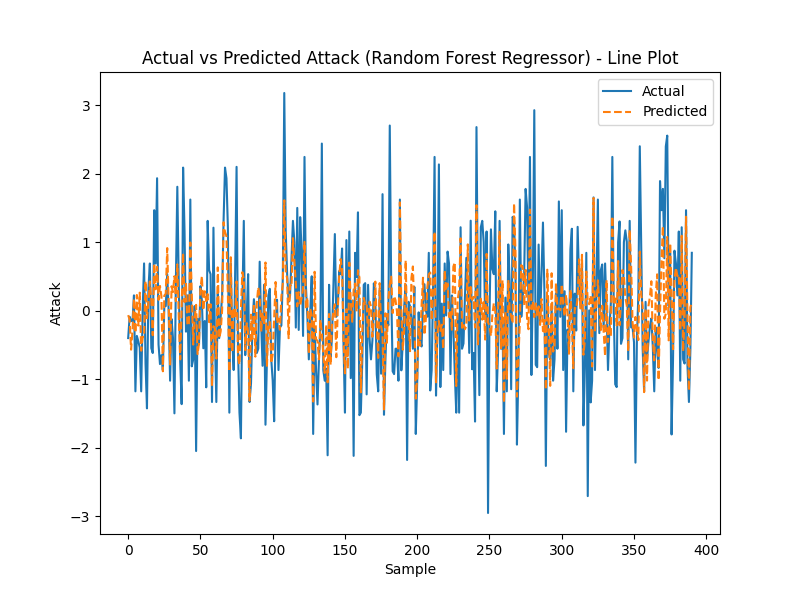 Actual vs Predicted Attack (Random Forest Regressor) - Line Plot
Actual
Predicted
3
2
1
0
−1
−2
−3
Attack
0 50 100 150 200 250 300 350 400
Sample